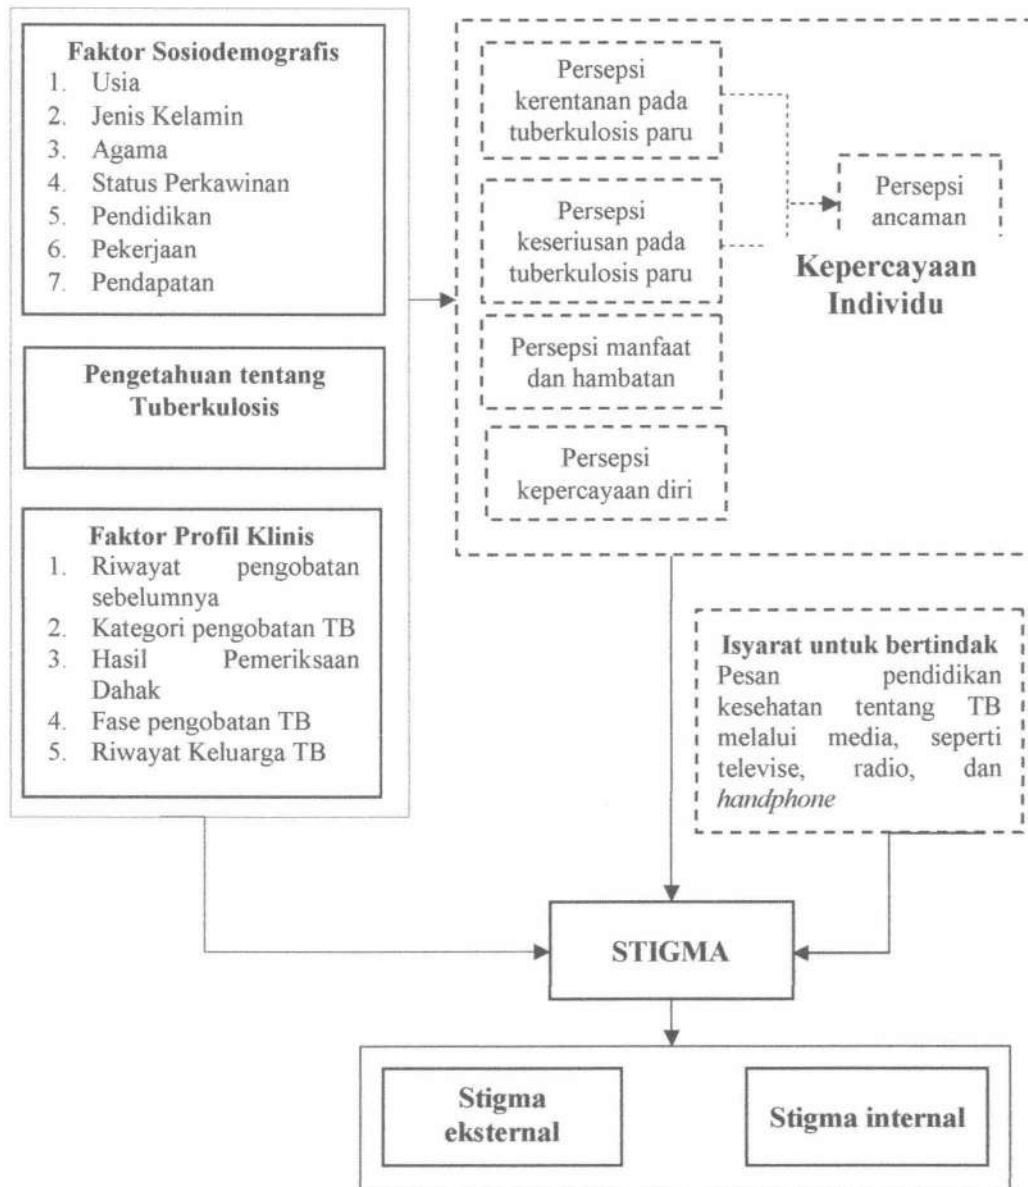 Faktor Sosiodemografis
1. Usia
2. Jenis Kelamin
3. Agama
4. Status Perkawinan
5. Pendidikan
6. Pekerjaan
7. Pendapatan
Pengetahuan tentang
Tuberkulosis
Faktor Profil Klinis
1. Riwayat pengobatan
sebelumnya
2. Kategori pengobatan TB
3. Hasil Pemeriksaan
Dahak
4. Fase pengobatan TB
5. Riwayat Keluarga TB
Persepsi
kerentanan pada
tuberkulosis paru
Persepsi
keseriusan pada
tuberkulosis paru
Persepsi manfaat
dan hambatan
Persepsi
kepercayaan diri
Persepsi
ancaman
Kepercayaan
Individu
Isyarat untuk bertindak
Pesan pendidikan
kesehatan tentang TB
melalui media, seperti
televise, radio, dan
handphone
STIGMA
Stigma
eksternal
Stigma internal